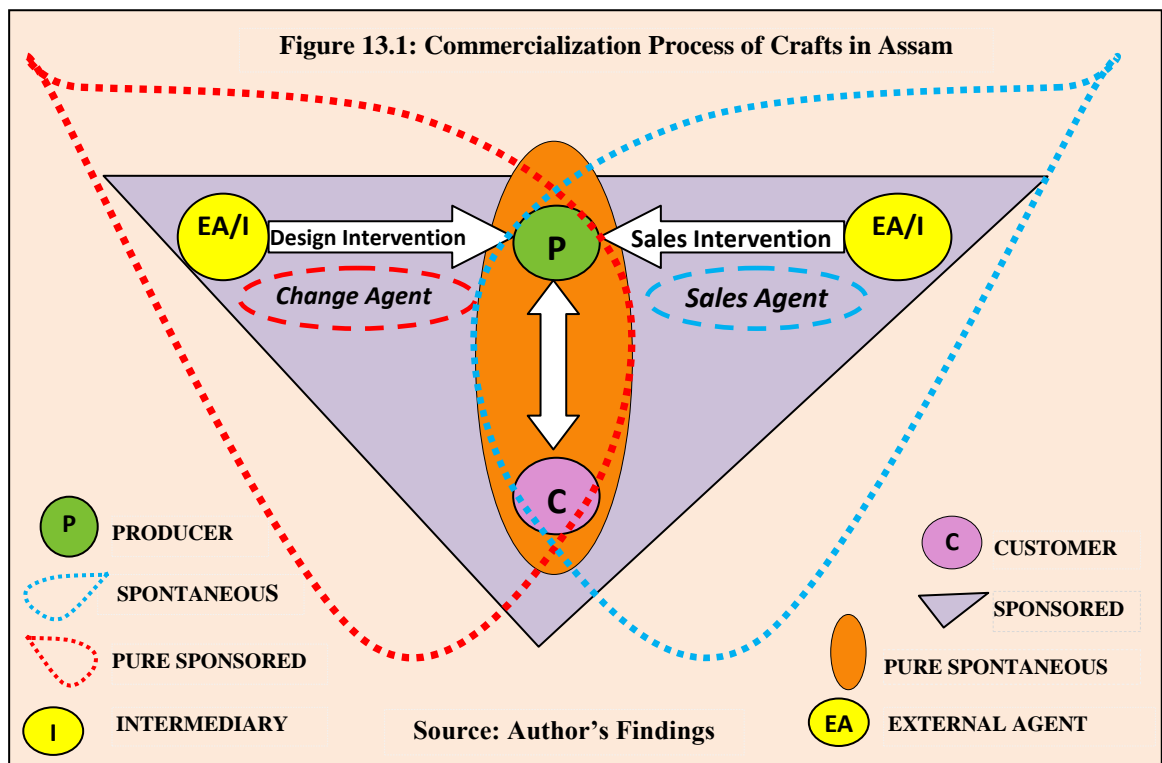 Figure 13.1: Commercialization Process of Crafts in Assam
EA/I
Design Intervention
P
Sales Intervention
EA/I
Change Agent
Sales Agent
C
P
PRODUCER
SPONTANEOUS
PURE SPONSORED
I
INTERMEDIARY
C
CUSTOMER
SPONSORED
PURE SPONTANEOUS
EA
EXTERNAL AGENT
Source: Author's Findings